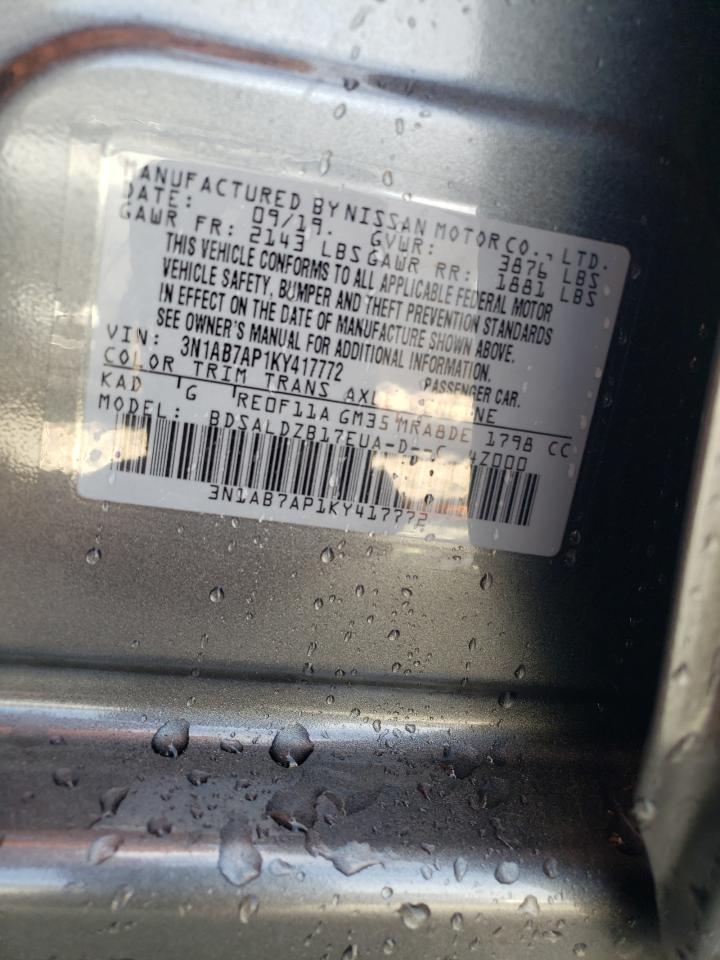 MANUFACTURED BY NISSAN MOTOR CO., LTD.
DATE: 09/19. GVWR: 3876 LBS
GAWR FR: 2143 LBS GAWR RR: 1881 LBS
THIS VEHICLE CONFORMS TO ALL APPLICABLE FEDERAL MOTOR
VEHICLE SAFETY, BUMPER AND THEFT PREVENTION STANDARDS
IN EFFECT ON THE DATE OF MANUFACTURE SHOWN ABOVE.
SEE OWNER'S MANUAL FOR ADDITIONAL INFORMATION.
VIN: 3N1AB7AP1KY417772 PASSENGER CAR.
COLOR TRIM TRANS AXLE ENGINE
KAD G RE0F11A GM35 MRA8DE 1798 CC
MODEL: BDSALDZB17EUA-D--
3N1AB7AP1KY417772